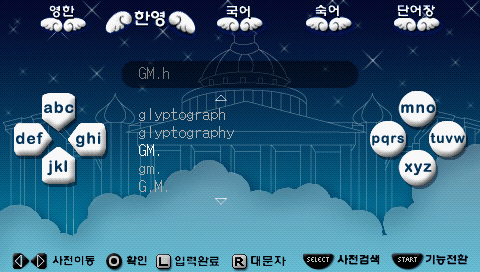 영한 한영 국어 숙어 단어장
GM.h
glyptograph
glyptography
GM.
gm.
G.M.
abc
def ghi
jkl
mno
pqrs tuvw
xyz
사전이동 확인 L 입력완료 R 대문자 SELECT 사전검색 START 기능전환